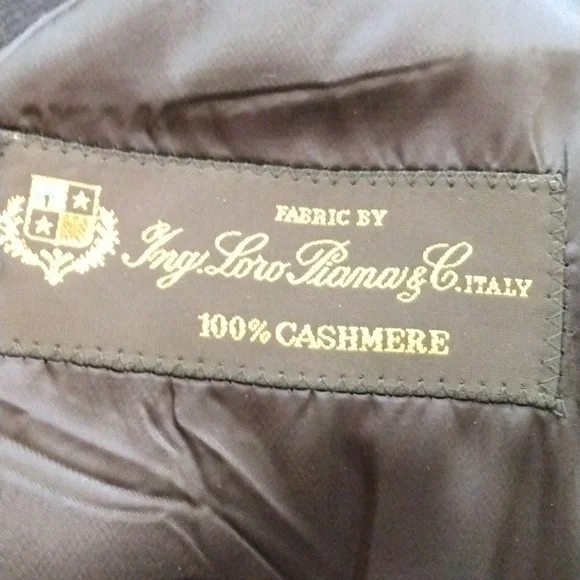 FABRIC BY
Ing. Loro Piana & C. ITALY
100% CASHMERE